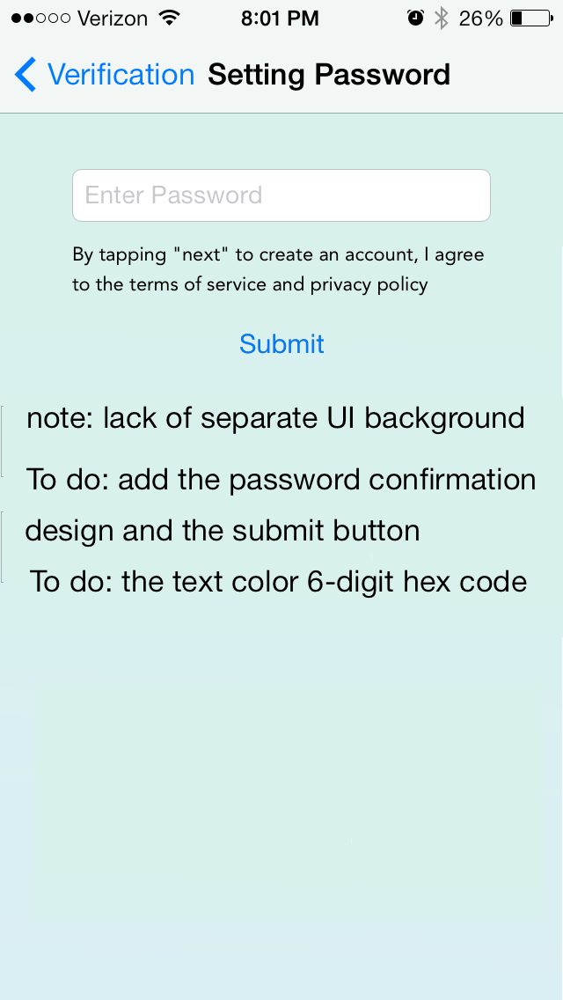 Verizon 8:01 PM 26%
Verification Setting Password
Enter Password
By tapping "next" to create an account, I agree
to the terms of service and privacy policy
Submit
note: lack of separate UI background
To do: add the password confirmation
design and the submit button
To do: the text color 6-digit hex code